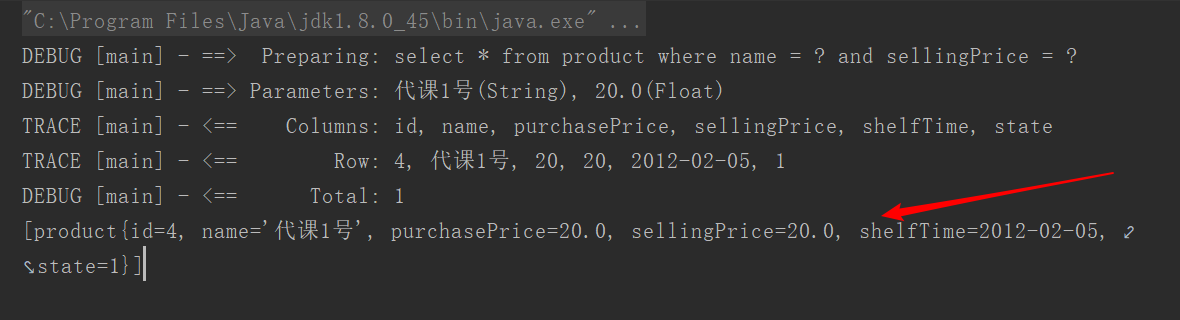 "C:\Program Files\Java\jdk1.8.0_45\bin\java.exe" ...
DEBUG [main] - ==>  Preparing: select * from product where name = ? and sellingPrice = ?
DEBUG [main] - ==> Parameters: 代课1号(String), 20.0(Float)
TRACE [main] - <==    Columns: id, name, purchasePrice, sellingPrice, shelfTime, state
TRACE [main] - <==        Row: 4, 代课1号, 20, 20, 2012-02-05, 1
DEBUG [main] - <==      Total: 1
[product{id=4, name='代课1号', purchasePrice=20.0, sellingPrice=20.0, shelfTime=2012-02-05,
state=1}]